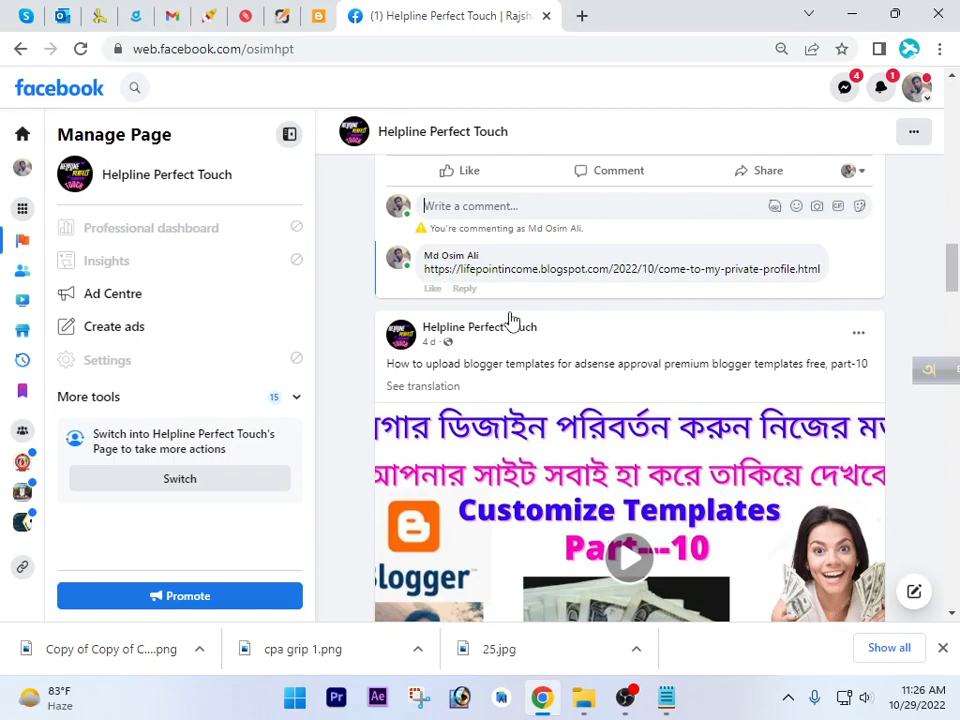 (1) Helpline Perfect Touch | Rajsh
web.facebook.com/osimhpt
facebook
4
1
Manage Page
Helpline Perfect Touch
Professional dashboard
Insights
Ad Centre
Create ads
Settings
More tools
15
Switch into Helpline Perfect Touch's
Page to take more actions
Switch
Promote
Helpline Perfect Touch
Like
Comment
Share
Write a comment...
You're commenting as Md Osim Ali.
Md Osim Ali
https://lifepointincome.blogspot.com/2022/10/come-to-my-private-profile.html
Like Reply
Helpline Perfect Touch
4 d
How to upload blogger templates for adsense approval premium blogger templates free, part-10
See translation
গার ডিজাইন পরিবর্তন করুন নিজের মত
আপনার সাইট সবাই হা করে তাকিয়ে দেখবে
Customize Templates
Part---10
Blogger
অ
Copy of Copy of C....png
cpa grip 1.png
25.jpg
Show all
83°F
Haze
11:26 AM
10/29/2022